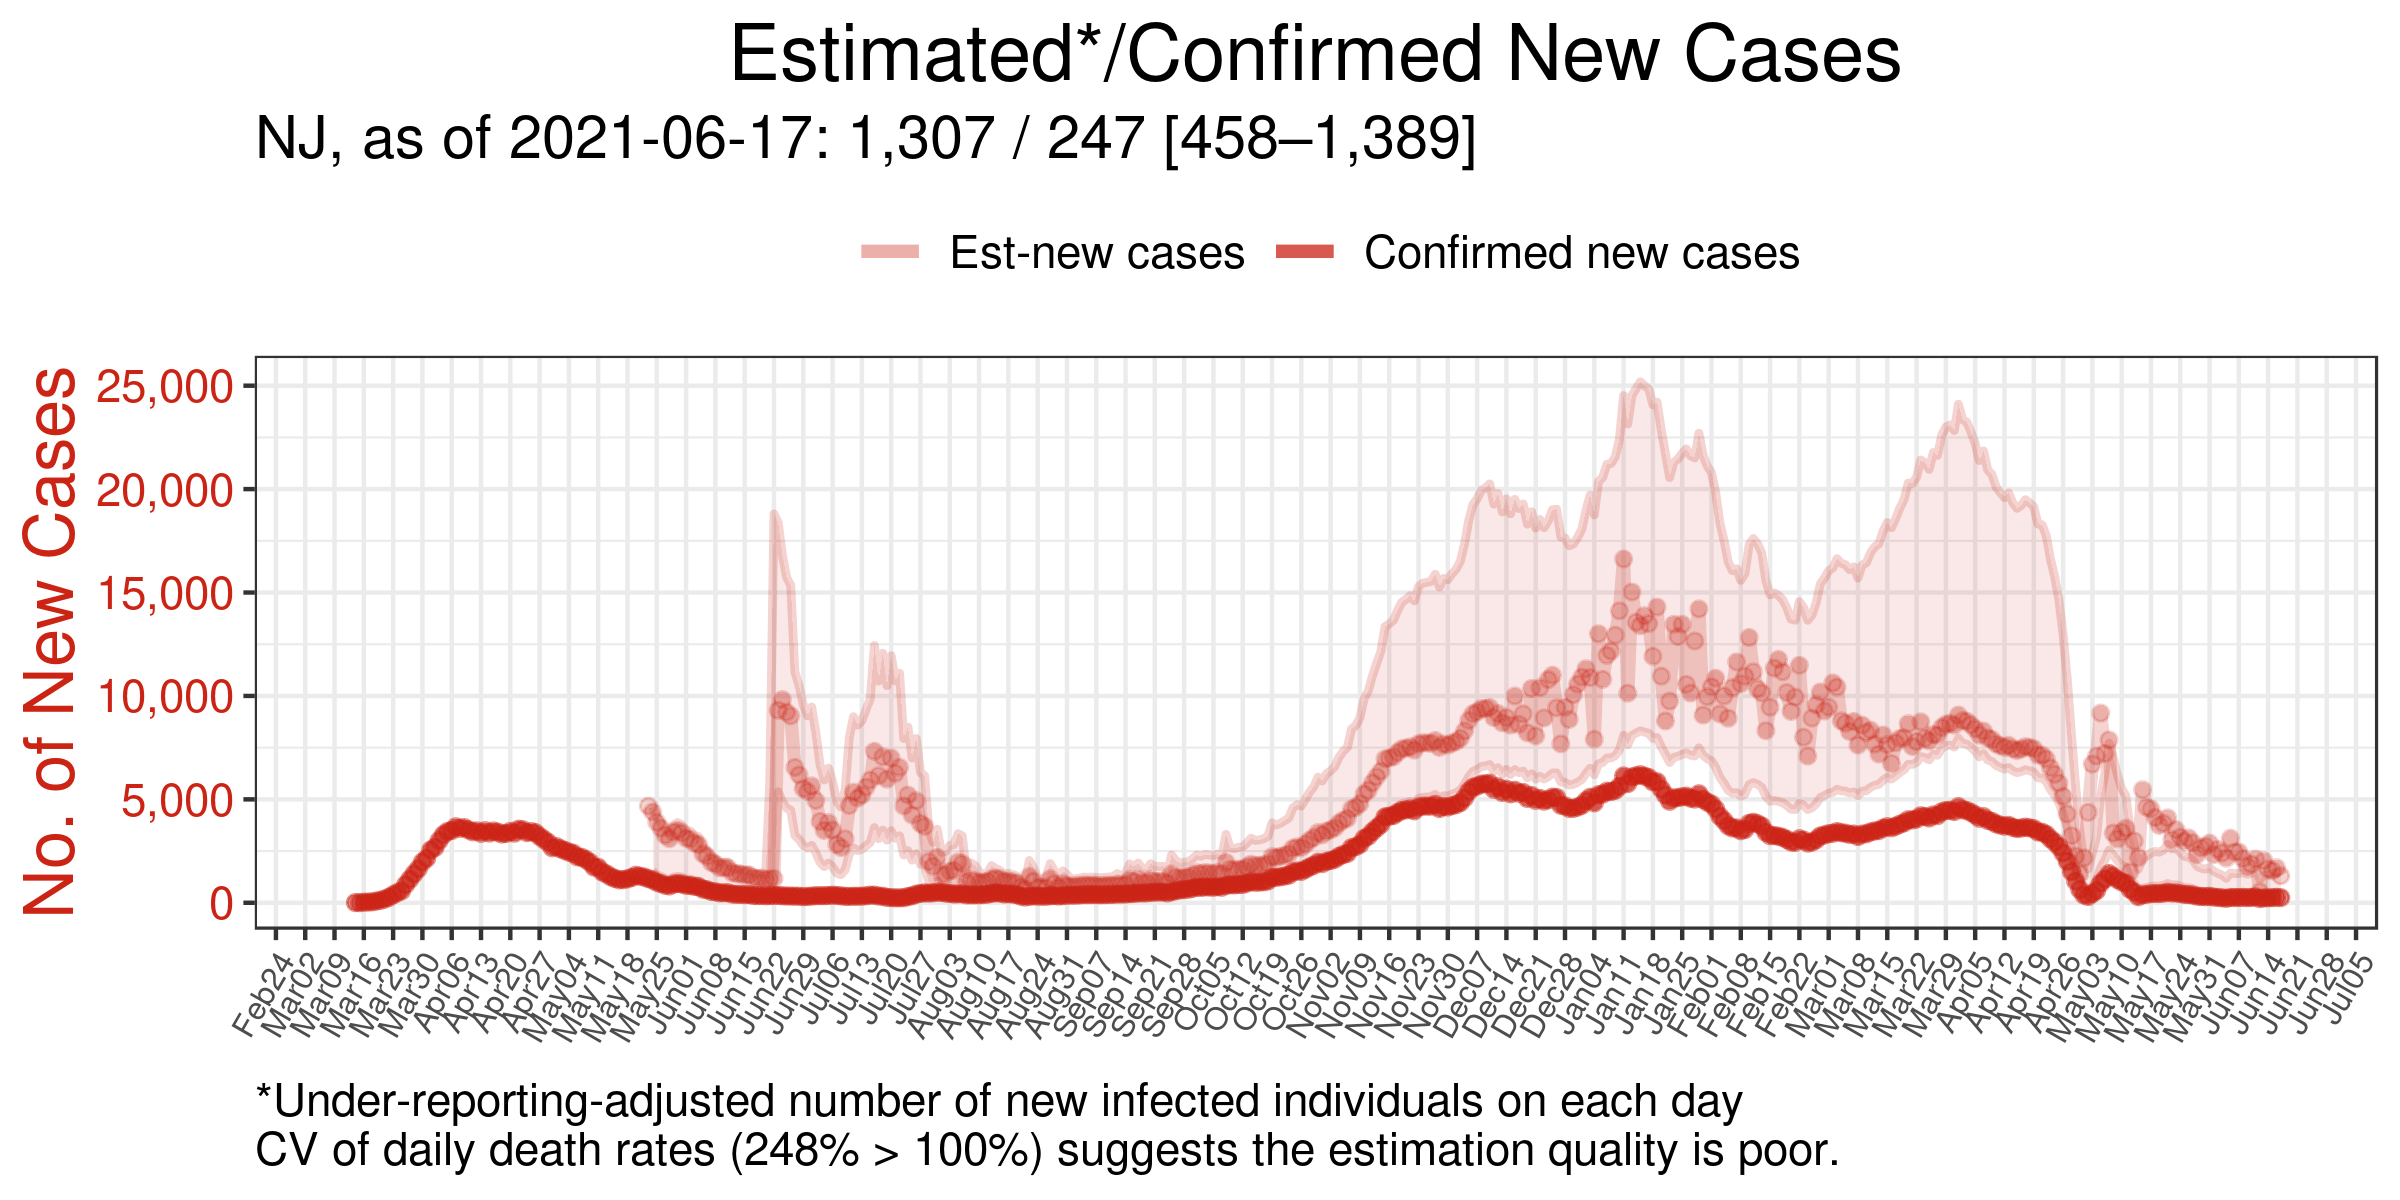 Estimated*/Confirmed New Cases
NJ, as of 2021-06-17: 1,307 / 247 [458–1,389]
Est-new cases
Confirmed new cases
No. of New Cases
25,000
20,000
15,000
10,000
5,000
0
Feb24
Mar02
Mar09
Mar16
Mar23
Mar30
Apr06
Apr13
Apr20
Apr27
May04
May11
May18
May25
Jun01
Jun08
Jun15
Jun22
Jun29
Jul06
Jul13
Jul20
Jul27
Aug03
Aug10
Aug17
Aug24
Aug31
Sep07
Sep14
Sep21
Sep28
Oct05
Oct12
Oct19
Oct26
Nov02
Nov09
Nov16
Nov23
Nov30
Dec07
Dec14
Dec21
Dec28
Jan04
Jan11
Jan18
Jan25
Feb01
Feb08
Feb15
Feb22
Mar01
Mar08
Mar15
Mar22
Mar29
Apr05
Apr12
Apr19
Apr26
May03
May10
May17
May24
May31
Jun07
Jun14
Jun21
Jun28
Jul05
*Under-reporting-adjusted number of new infected individuals on each day
CV of daily death rates (248% > 100%) suggests the estimation quality is poor.